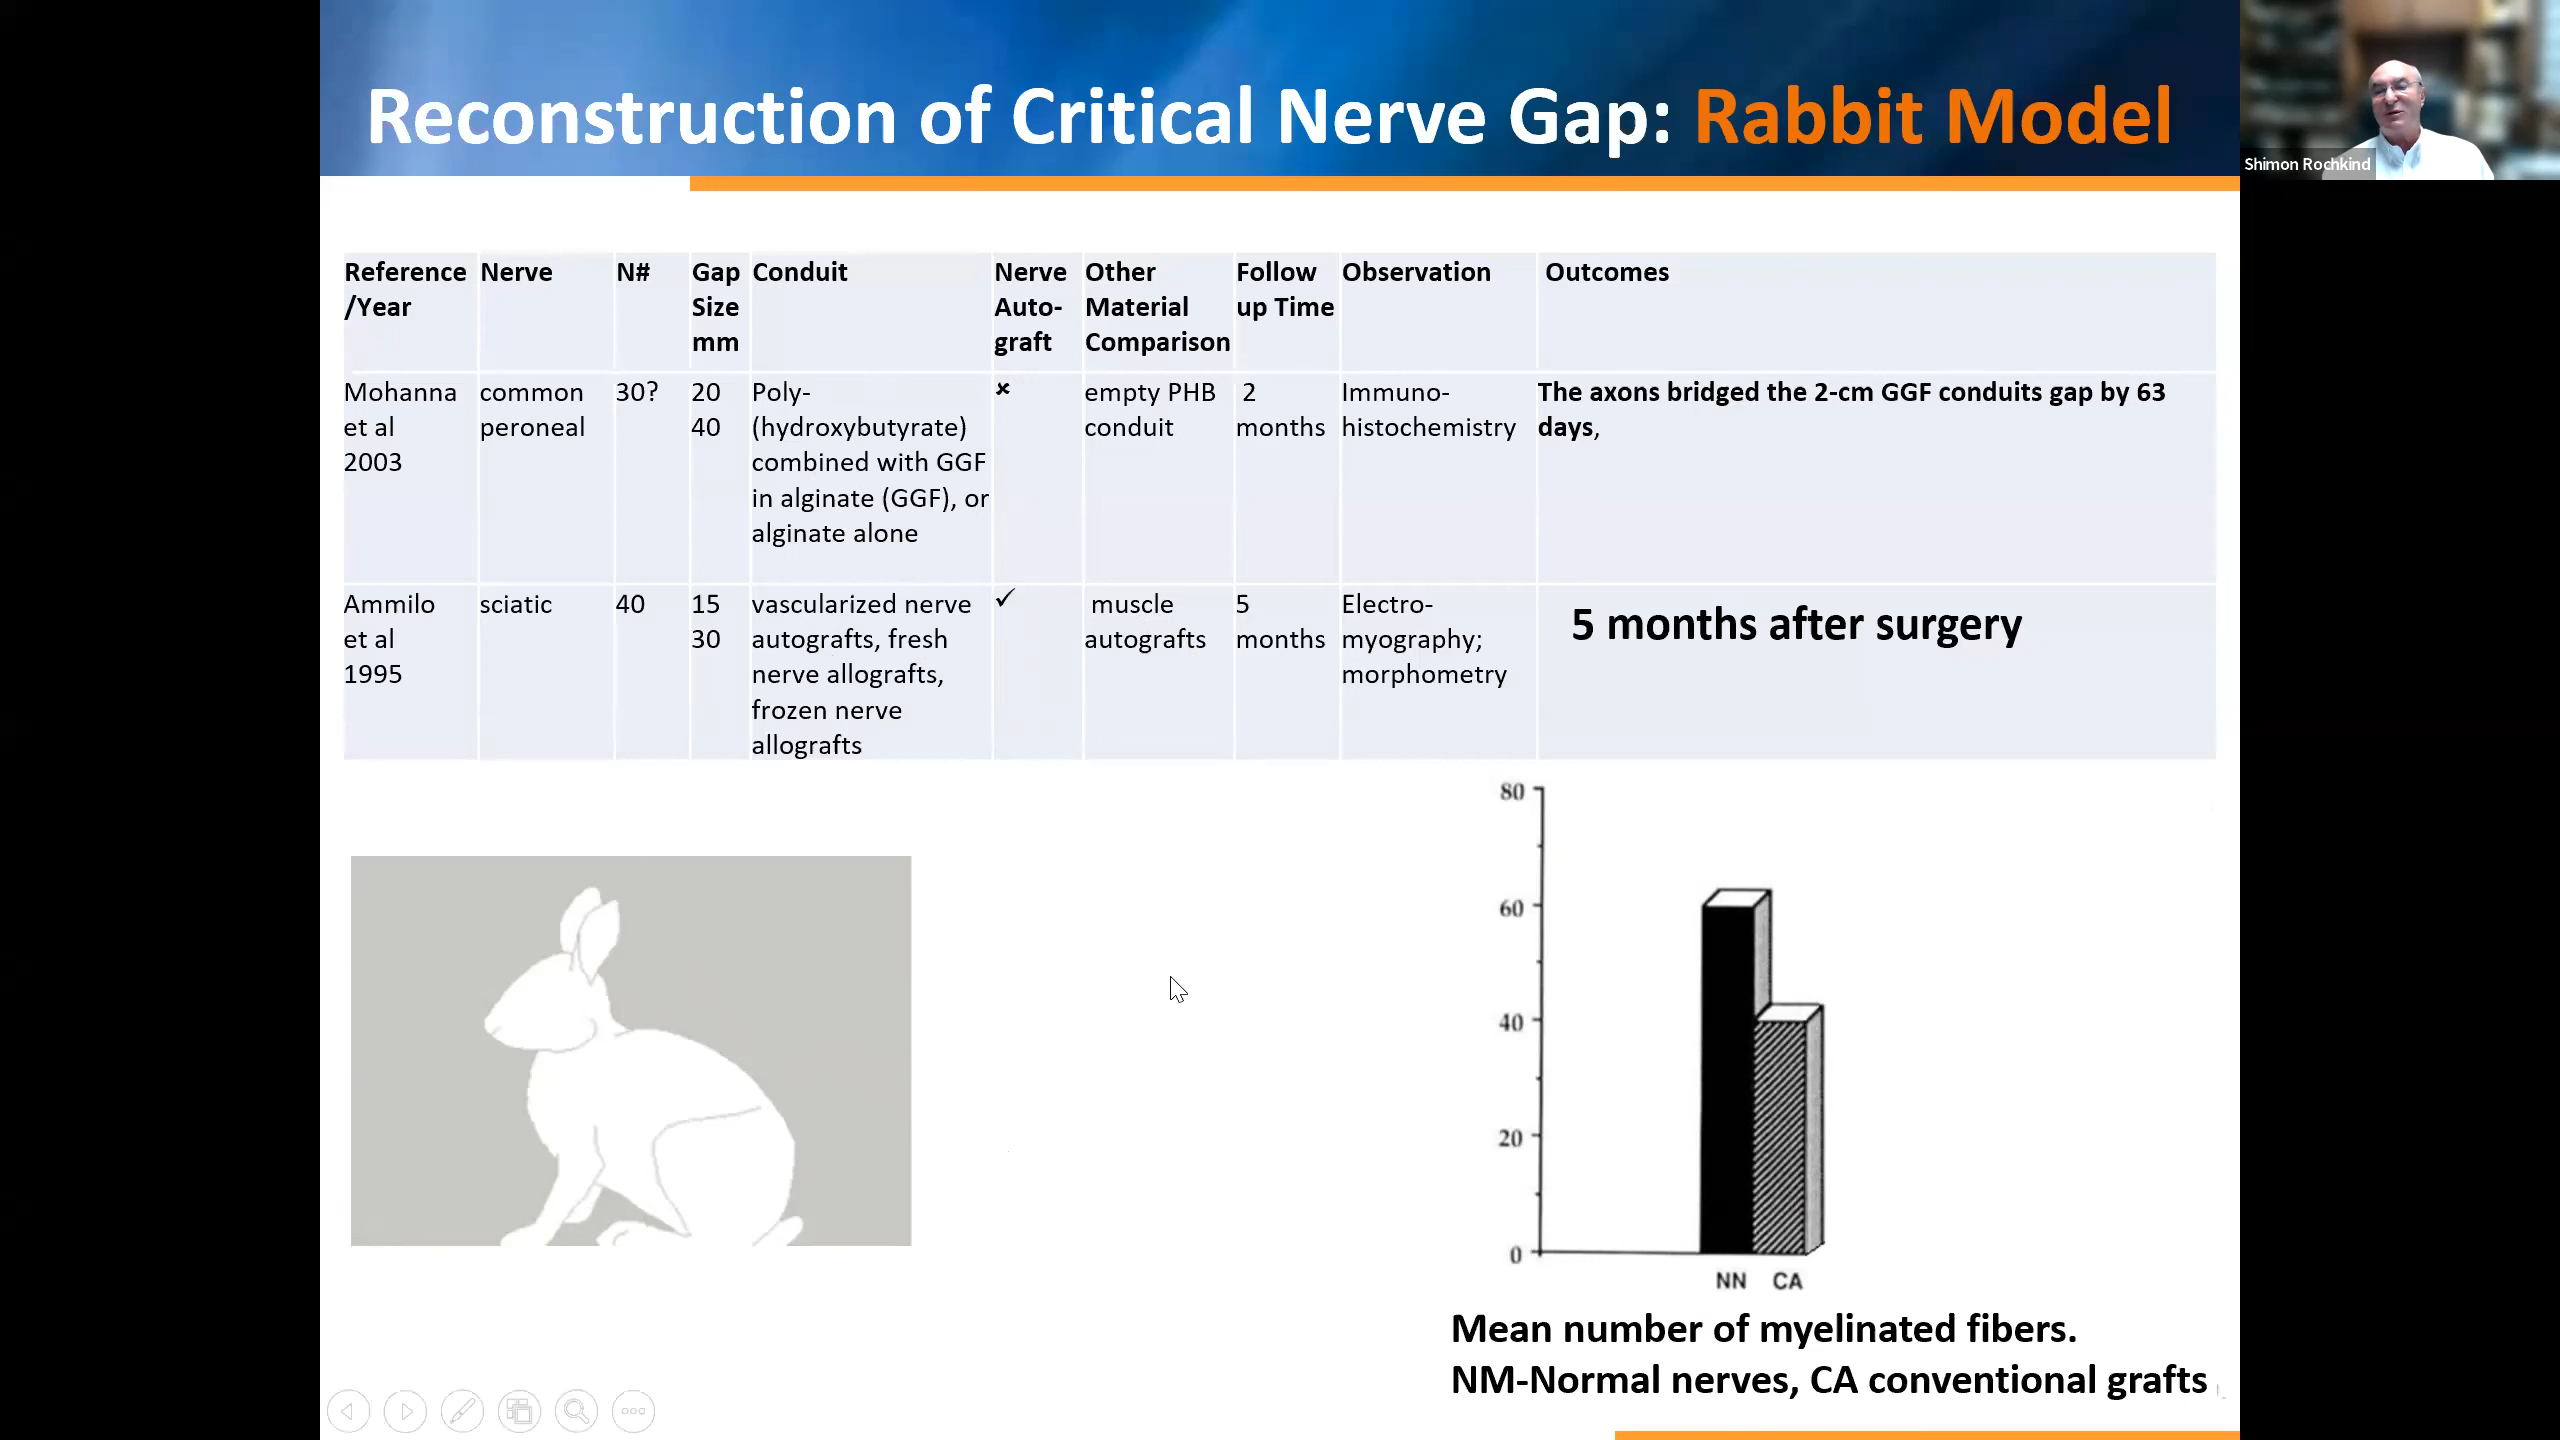 Reconstruction of Critical Nerve Gap: Rabbit Model
Shimon Rochkind
Reference
/Year
Nerve
N#
Gap
Size
mm
Conduit
Nerve
Auto-
graft
Other
Material
Comparison
Follow
up Time
Observation
Outcomes
Mohanna
et al
2003
common
peroneal
30?
20
40
Poly-
(hydroxybutyrate)
combined with GGF
in alginate (GGF), or
alginate alone
×
empty PHB
conduit
2
months
Immuno-
histochemistry
The axons bridged the 2-cm GGF conduits gap by 63
days,
Ammilo
et al
1995
sciatic
40
15
30
vascularized nerve
autografts, fresh
nerve allografts,
frozen nerve
allografts
✓
muscle
autografts
5
months
Electro-
myography;
morphometry
5 months after surgery
80
60
40
20
0
NN CA
Mean number of myelinated fibers.
NM-Normal nerves, CA conventional grafts